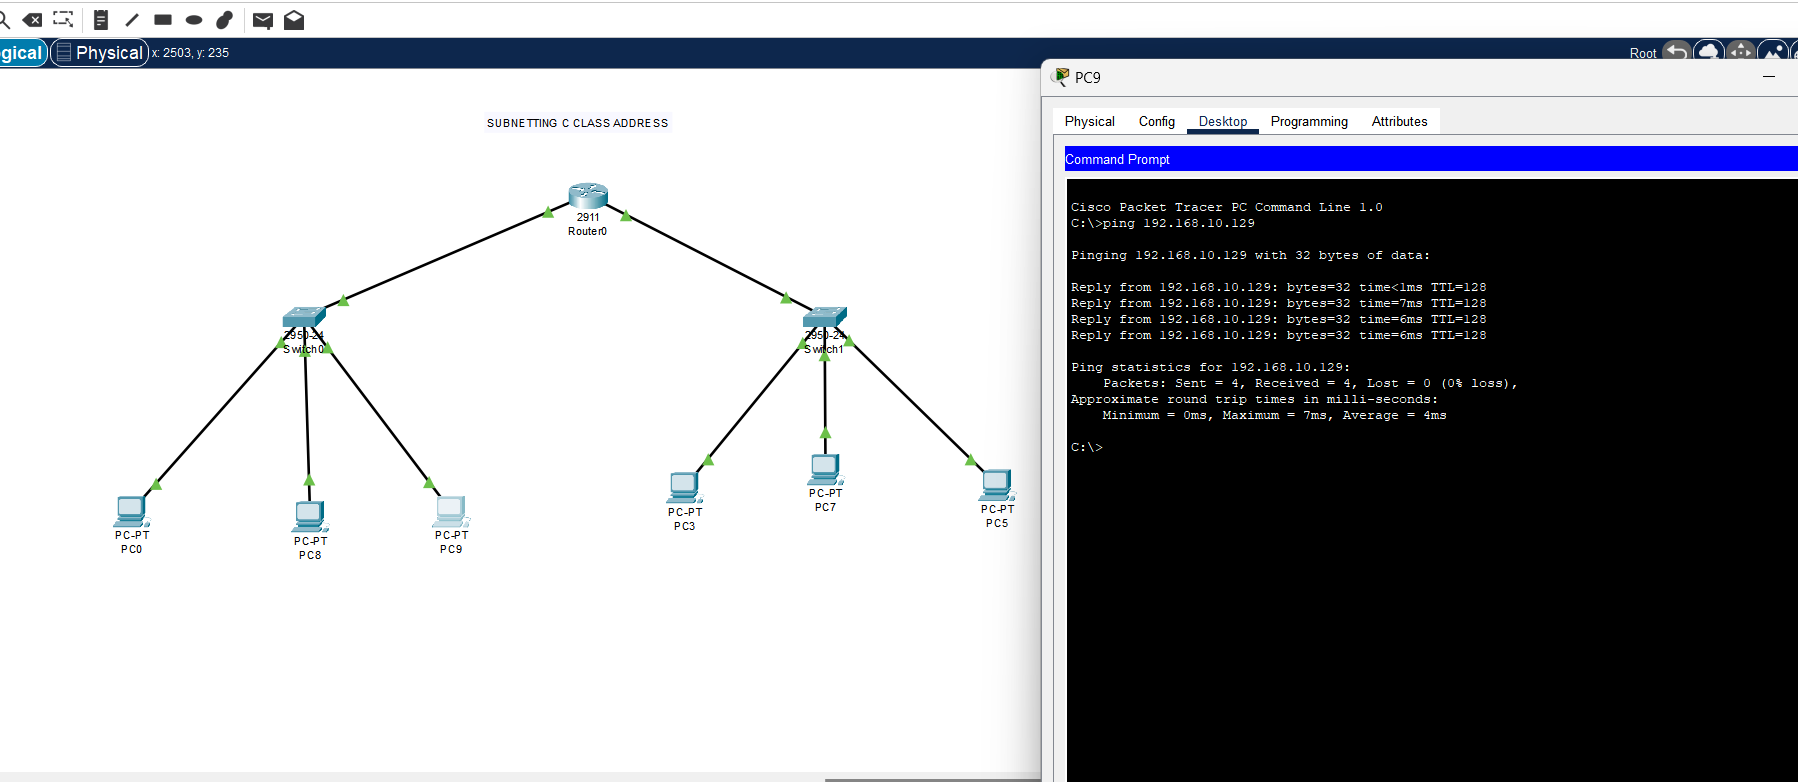 gical Physical x: 2503, y: 235
Root
SUBNETTING C CLASS ADDRESS
2911
Router0
2950-24
Switch0
2950-24
Switch1
PC-PT
PC0
PC-PT
PC8
PC-PT
PC9
PC-PT
PC3
PC-PT
PC7
PC-PT
PC5
PC9
Physical Config Desktop Programming Attributes
Command Prompt
Cisco Packet Tracer PC Command Line 1.0
C:\>ping 192.168.10.129
Pinging 192.168.10.129 with 32 bytes of data:
Reply from 192.168.10.129: bytes=32 time<1ms TTL=128
Reply from 192.168.10.129: bytes=32 time=7ms TTL=128
Reply from 192.168.10.129: bytes=32 time=6ms TTL=128
Reply from 192.168.10.129: bytes=32 time=6ms TTL=128
Ping statistics for 192.168.10.129:
Packets: Sent = 4, Received = 4, Lost = 0 (0% loss),
Approximate round trip times in milli-seconds:
Minimum = 0ms, Maximum = 7ms, Average = 4ms
C:\>